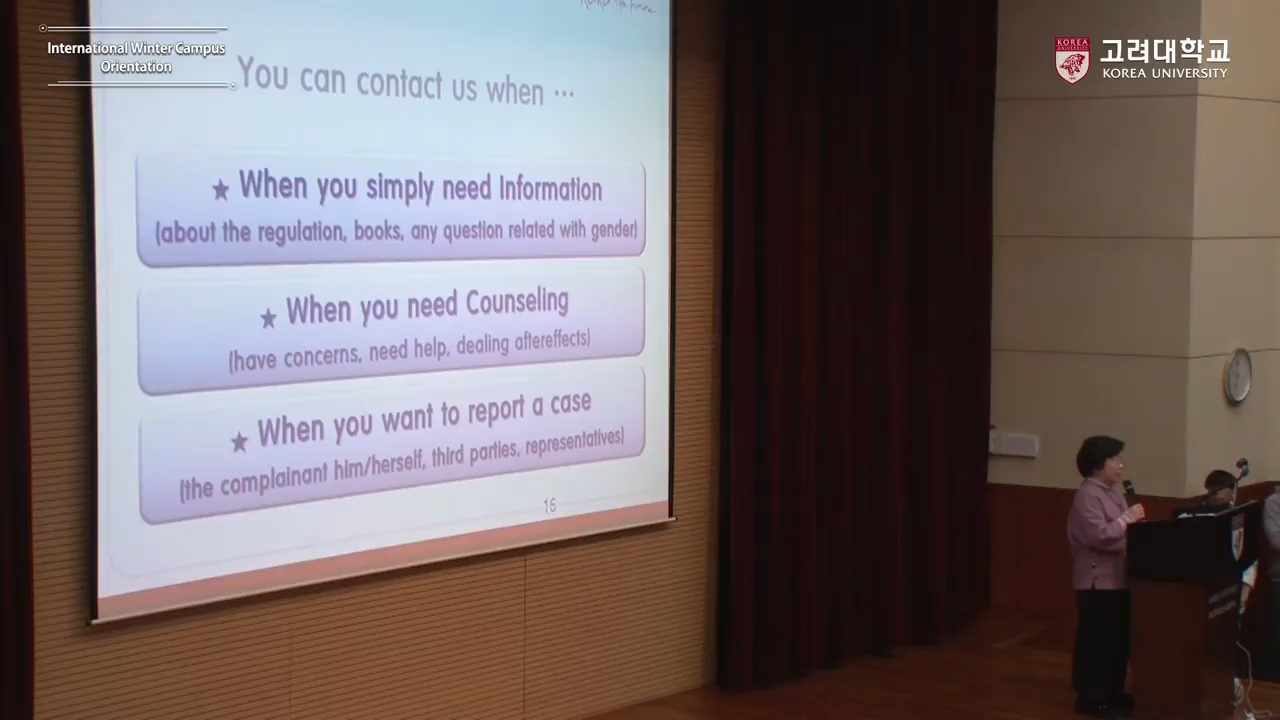 International Winter Campus
Orientation
KOREA
고려대학교
KOREA UNIVERSITY
You can contact us when ...
★ When you simply need Information
(about the regulation, books, any question related with gender)
★ When you need Counseling
(have concerns, need help, dealing aftereffects)
★ When you want to report a case
(the complainant him/herself, third parties, representatives)
16